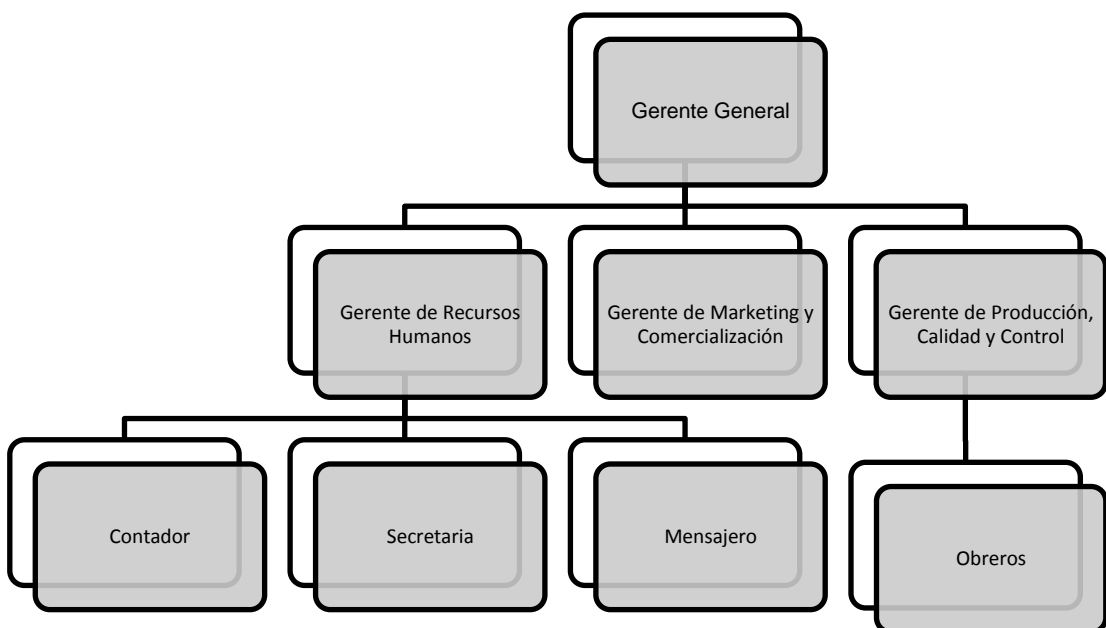 Gerente General
Gerente de Recursos
Humanos
Gerente de Marketing y
Comercialización
Gerente de Producción,
Calidad y Control
Contador
Secretaria
Mensajero
Obreros